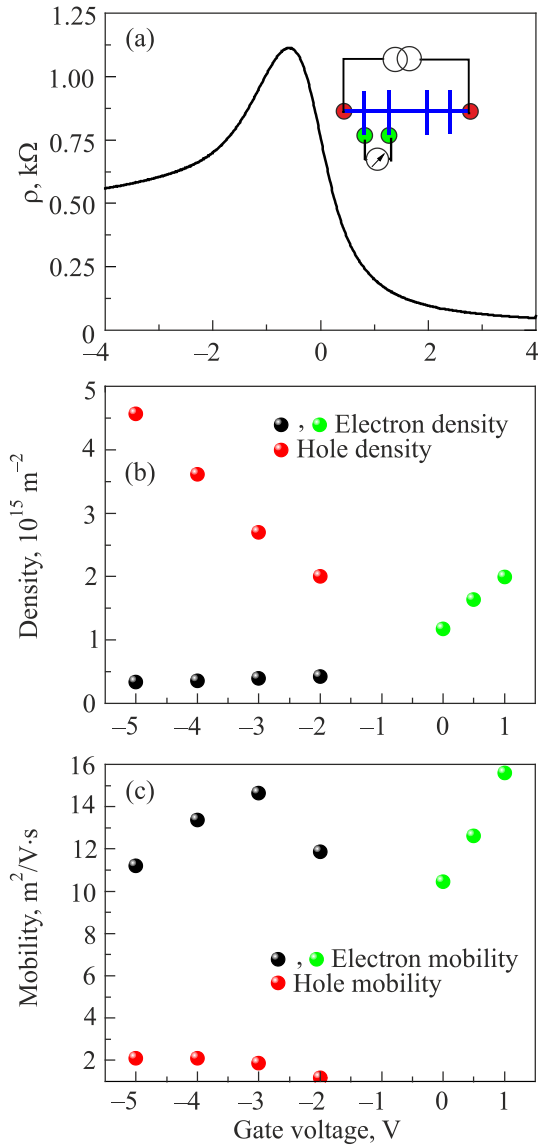 (a)
1.25
1.00
0.75
0.50
0.25
0
ρ, kΩ
−4 −2 0 2 4
(b)
5
4
3
2
1
0
Density, 10¹⁵ m⁻²
, Electron density
Hole density
−5 −4 −3 −2 −1 0 1
(c)
16
14
12
10
8
6
4
2
Mobility, m²/V·s
, Electron mobility
Hole mobility
−5 −4 −3 −2 −1 0 1
Gate voltage, V